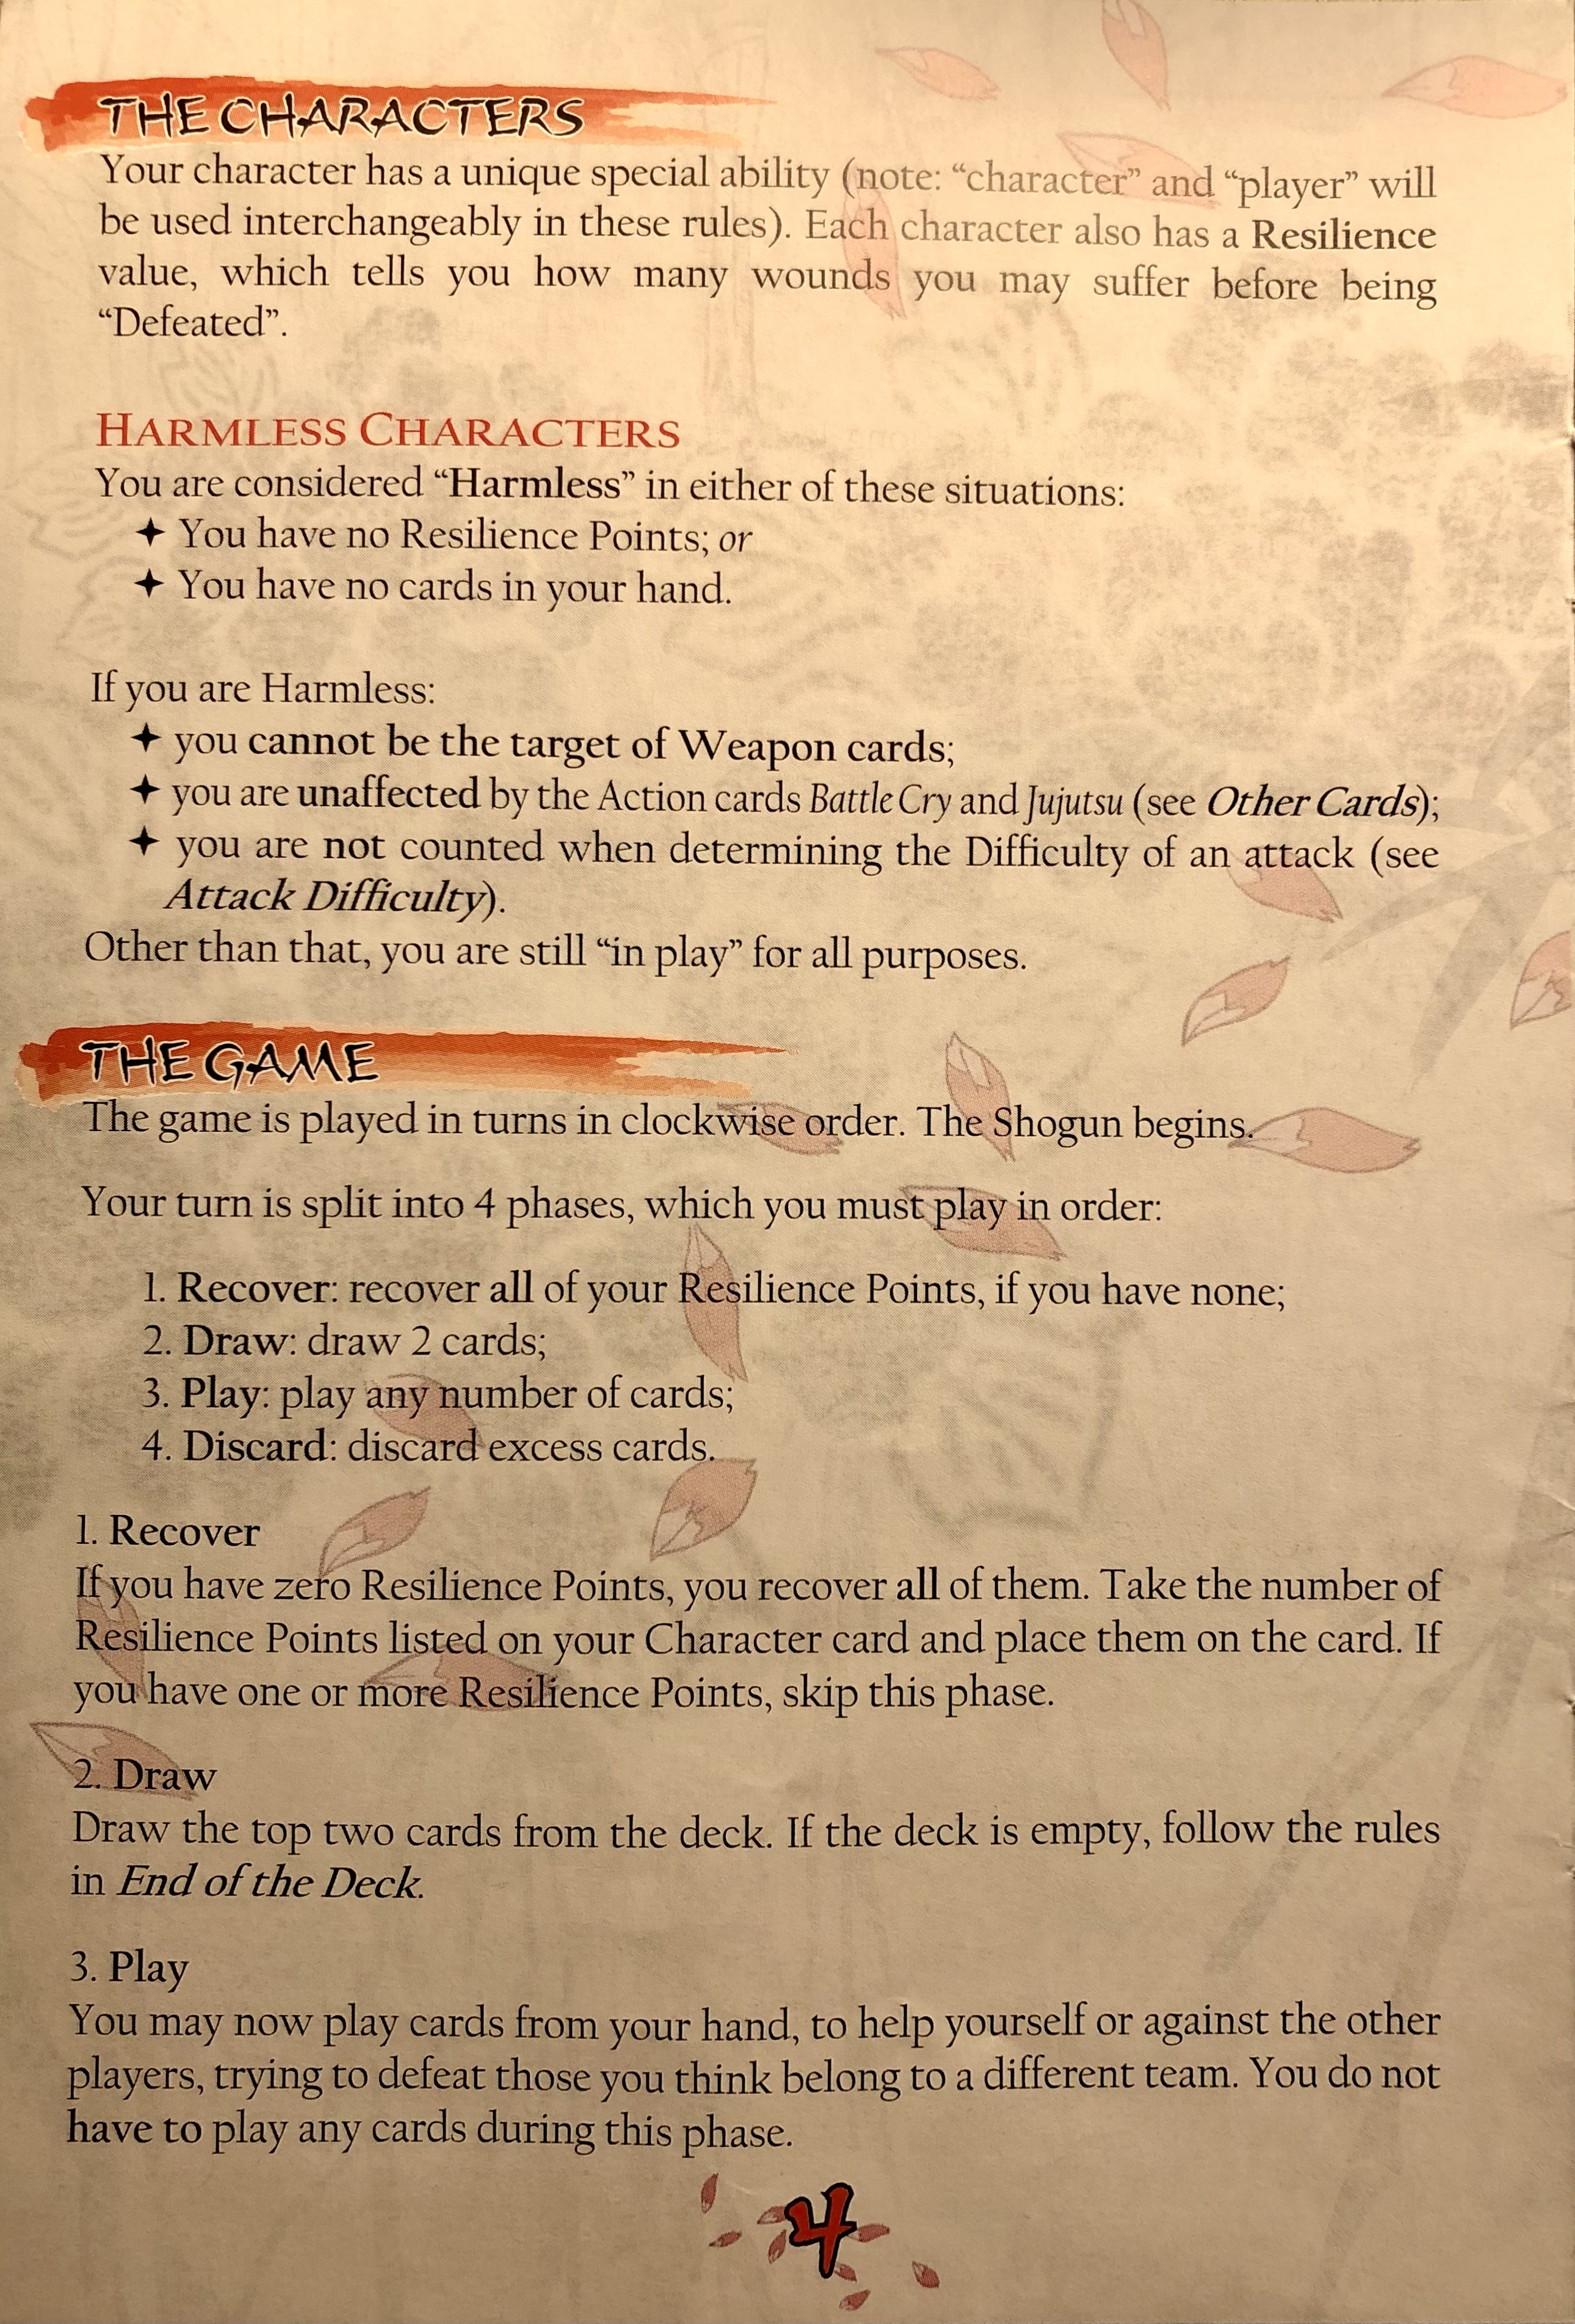 THE CHARACTERS
Your character has a unique special ability (note: “character” and “player” will
be used interchangeably in these rules). Each character also has a Resilience
value, which tells you how many wounds you may suffer before being
“Defeated”.
HARMLESS CHARACTERS
You are considered “Harmless” in either of these situations:
✦ You have no Resilience Points; or
✦ You have no cards in your hand.
If you are Harmless:
✦ you cannot be the target of Weapon cards;
✦ you are unaffected by the Action cards Battle Cry and Jujutsu (see Other Cards);
✦ you are not counted when determining the Difficulty of an attack (see
Attack Difficulty).
Other than that, you are still “in play” for all purposes.
THE GAME
The game is played in turns in clockwise order. The Shogun begins.
Your turn is split into 4 phases, which you must play in order:
1. Recover: recover all of your Resilience Points, if you have none;
2. Draw: draw 2 cards;
3. Play: play any number of cards;
4. Discard: discard excess cards.
1. Recover
If you have zero Resilience Points, you recover all of them. Take the number of
Resilience Points listed on your Character card and place them on the card. If
you have one or more Resilience Points, skip this phase.
2. Draw
Draw the top two cards from the deck. If the deck is empty, follow the rules
in End of the Deck.
3. Play
You may now play cards from your hand, to help yourself or against the other
players, trying to defeat those you think belong to a different team. You do not
have to play any cards during this phase.
4